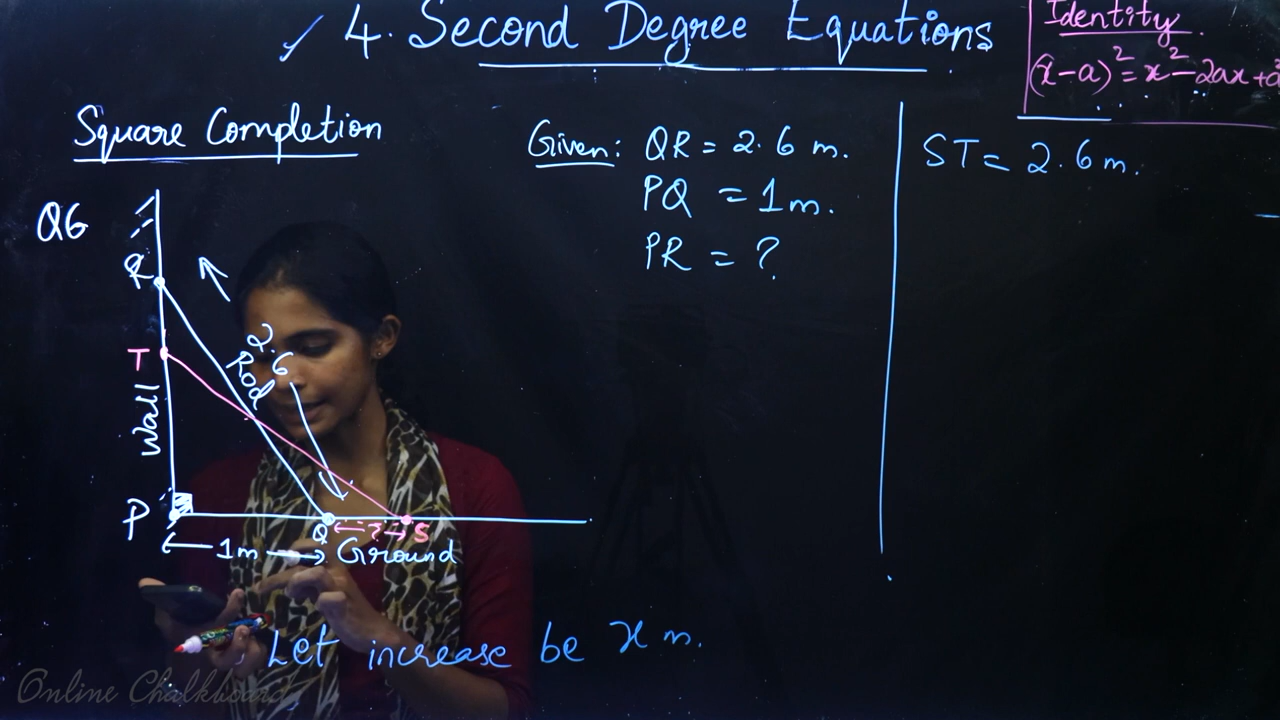 ✓ 4. Second Degree Equations
Identity
(x-a)² = x² - 2ax + a²
Square Completion
Given: QR = 2.6 m.
PQ = 1m.
PR = ?
ST = 2.6 m.
Q6
R
T
2.6
Rod
Wall
P
Q ? S
1m
Ground
Let increase be x m.
Online Chalkboard